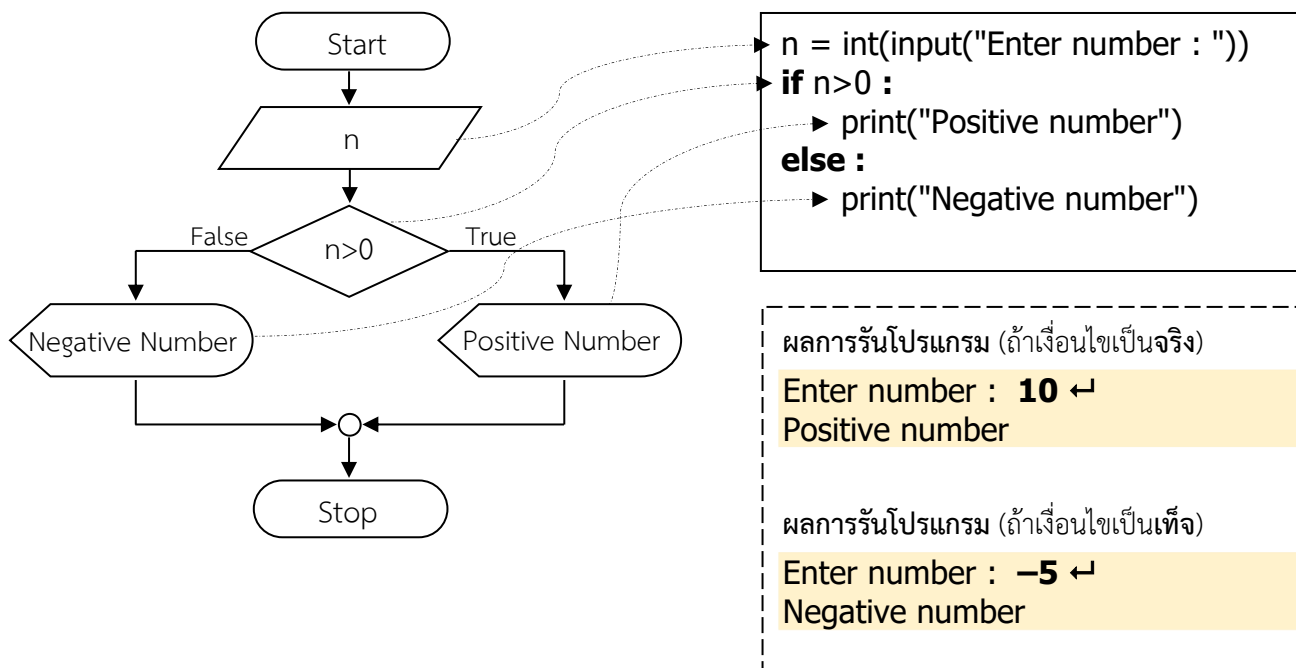 Start
n
n>0
False
True
Negative Number
Positive Number
Stop
n = int(input("Enter number : "))
if n>0 :
print("Positive number")
else :
print("Negative number")
ผลการรันโปรแกรม (ถ้าเงื่อนไขเป็นจริง)
Enter number : 10 ↵
Positive number
ผลการรันโปรแกรม (ถ้าเงื่อนไขเป็นเท็จ)
Enter number : –5 ↵
Negative number